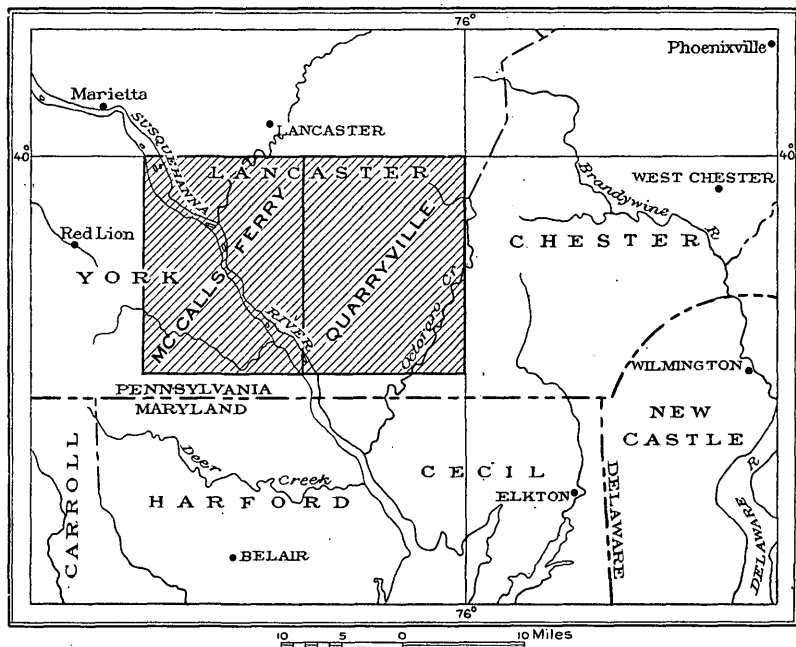 76°
Phoenixville
Marietta
SUSQUEHANNA
LANCASTER
40°
40°
LANCASTER
WEST CHESTER
Brandywine R.
CHESTER
Red Lion
YORK
MC CALLS FERRY
QUARRYVILLE
RIVER
Octoraro Cr.
WILMINGTON
PENNSYLVANIA
MARYLAND
NEW
CASTLE
CARROLL
Deer Creek
CECIL
HARFORD
ELKTON
DELAWARE
DELAWARE R
BELAIR
76°
10 5 0 10 Miles